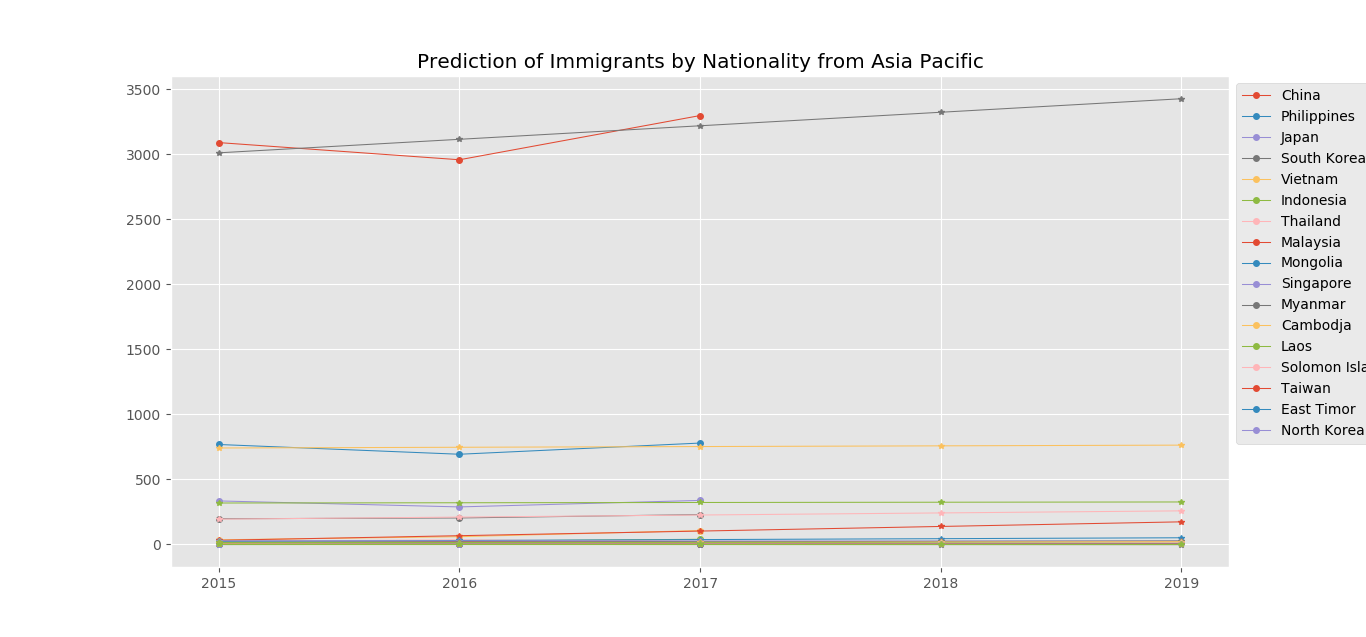 Prediction of Immigrants by Nationality from Asia Pacific
3500
3000
2500
2000
1500
1000
500
0
2015 2016 2017 2018 2019
China
Philippines
Japan
South Korea
Vietnam
Indonesia
Thailand
Malaysia
Mongolia
Singapore
Myanmar
Cambodja
Laos
Solomon Isla
Taiwan
East Timor
North Korea